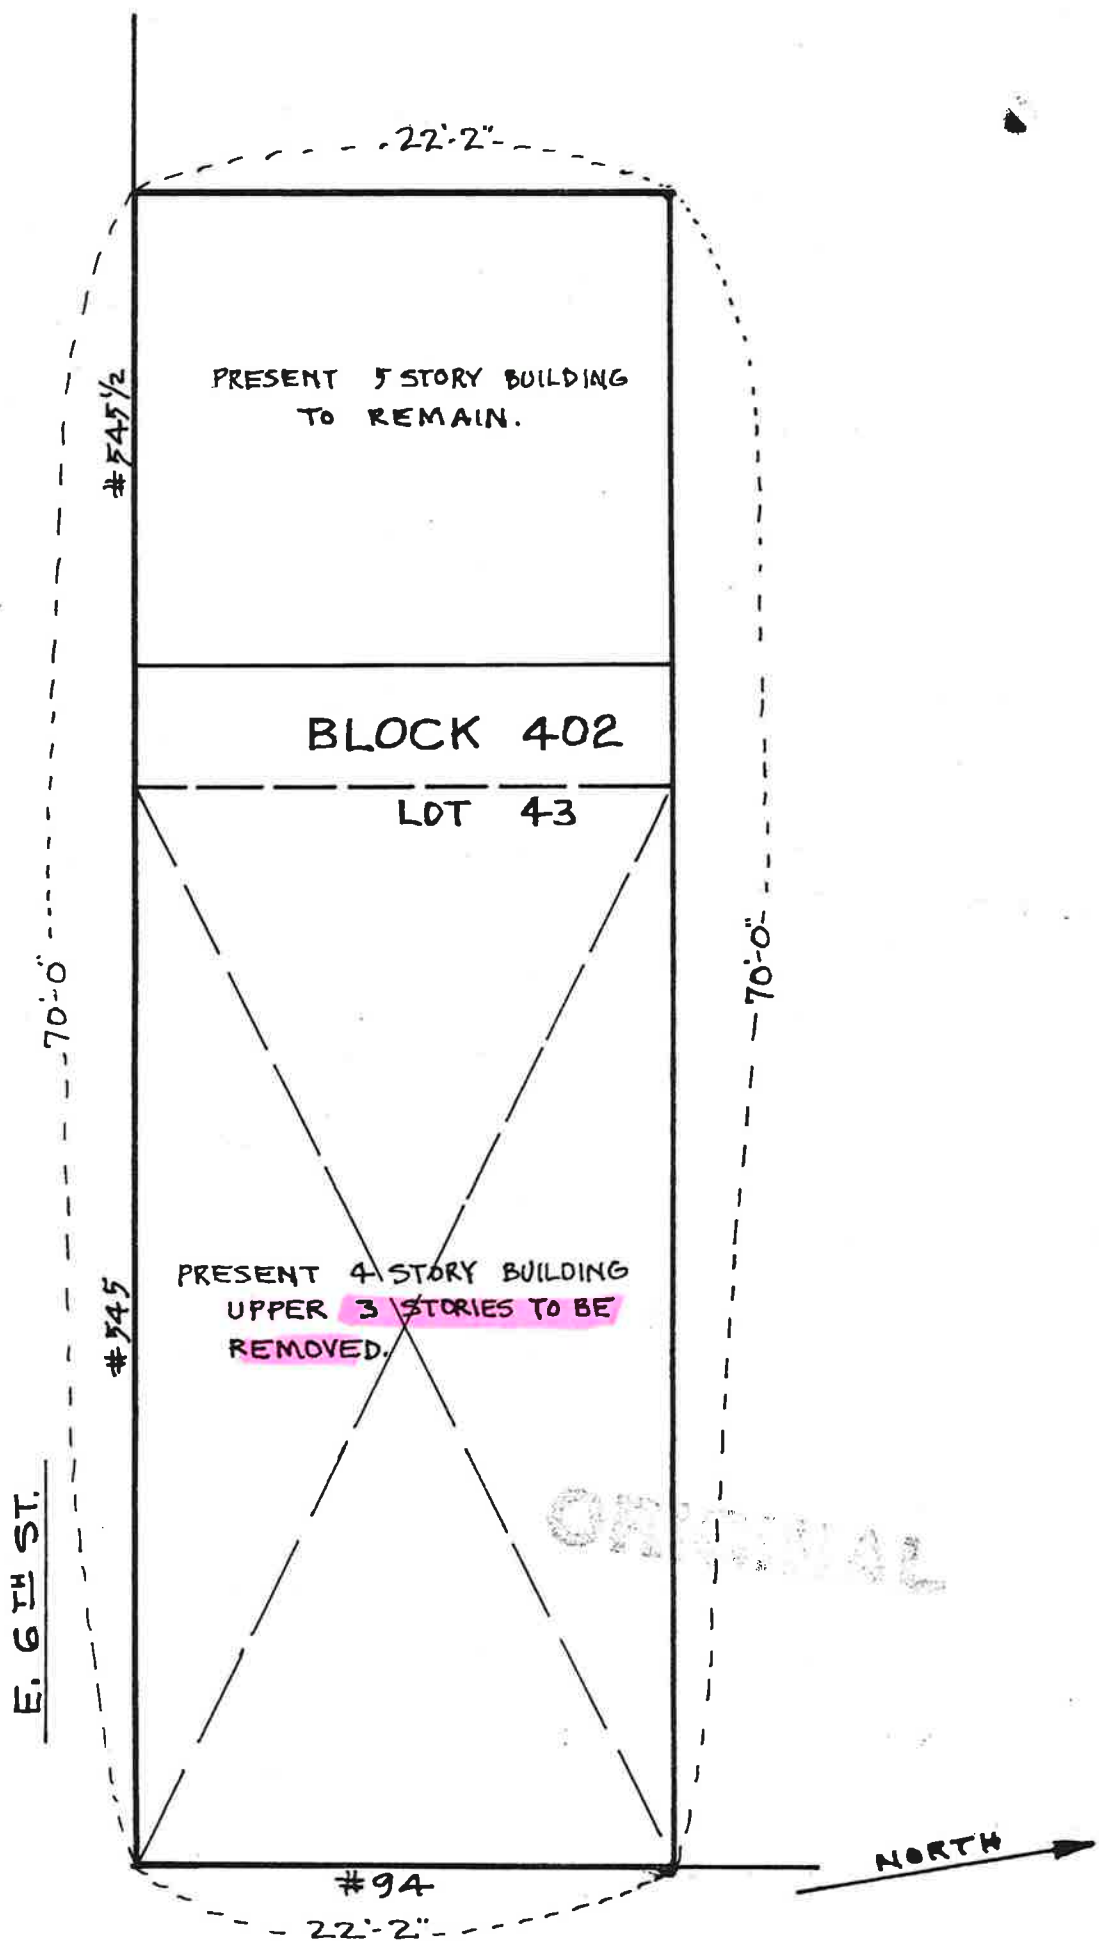 22'-2"
#545½
PRESENT 5 STORY BUILDING
TO REMAIN.
BLOCK 402
LOT 43
70'-0"
70'-0"
PRESENT 4 STORY BUILDING
UPPER 3 STORIES TO BE
REMOVED.
#545
E. 6TH ST.
ORIGINAL
NORTH
#94
22'-2"